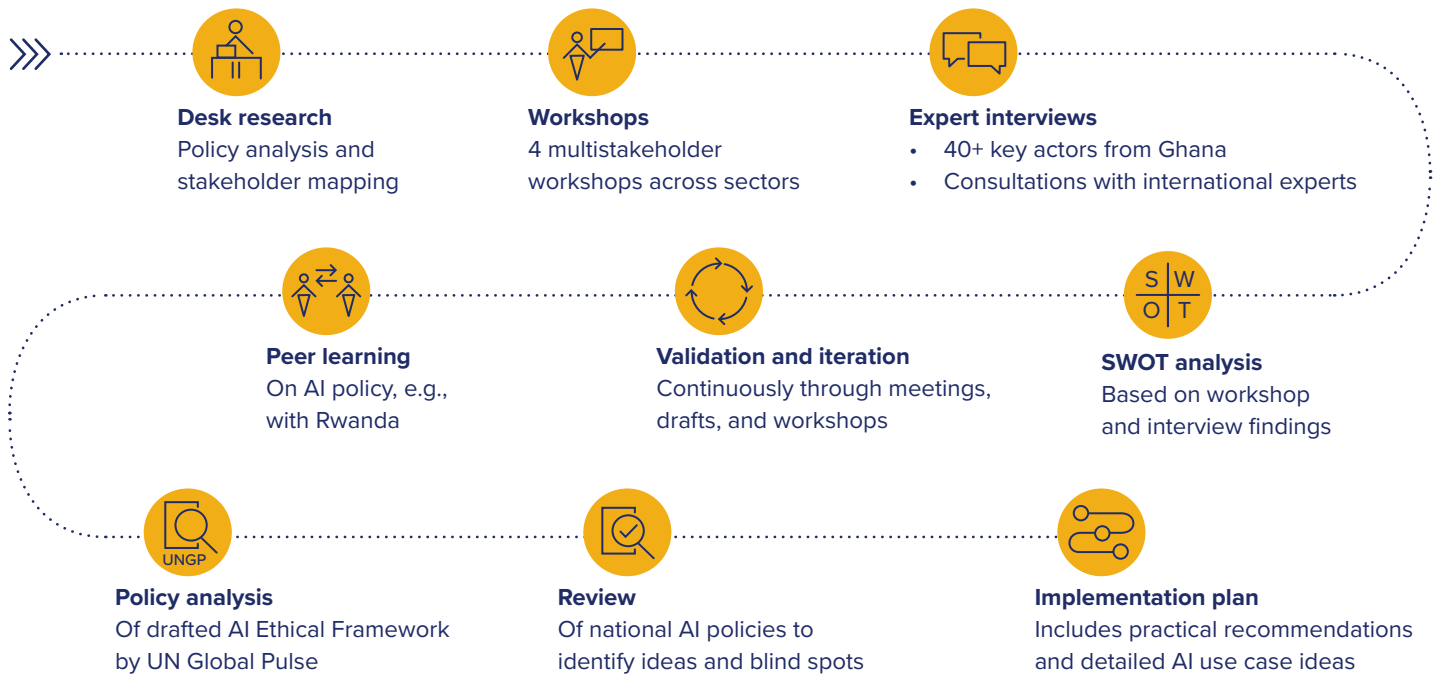 Desk research
Policy analysis and
stakeholder mapping
Workshops
4 multistakeholder
workshops across sectors
Expert interviews
• 40+ key actors from Ghana
• Consultations with international experts
S W
O T
SWOT analysis
Based on workshop
and interview findings
Validation and iteration
Continuously through meetings,
drafts, and workshops
Peer learning
On AI policy, e.g.,
with Rwanda
UNGP
Policy analysis
Of drafted AI Ethical Framework
by UN Global Pulse
Review
Of national AI policies to
identify ideas and blind spots
Implementation plan
Includes practical recommendations
and detailed AI use case ideas